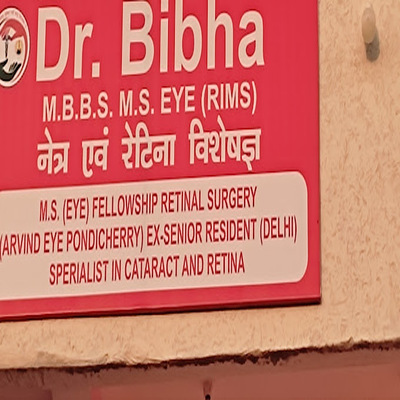 Dr. Bibha
M.B.B.S. M.S. EYE (RIMS)
नेत्र एवं रेटिना विशेषज्ञ
M.S. (EYE) FELLOWSHIP RETINAL SURGERY
(ARVIND EYE PONDICHERRY) EX-SENIOR RESIDENT (DELHI)
SPERIALIST IN CATARACT AND RETINA